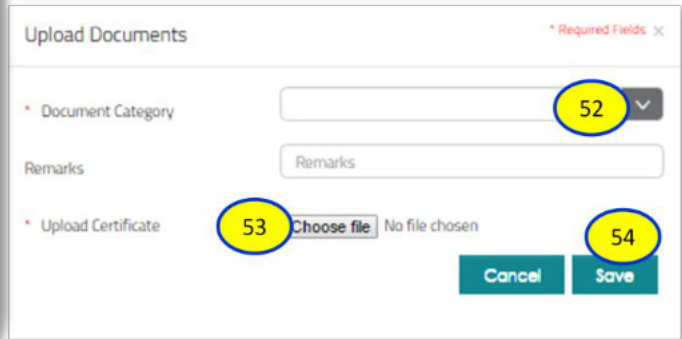 Upload Documents * Required Fields ×
* Document Category 52
Remarks Remarks
* Upload Certificate 53 Choose file No file chosen
54
Cancel Save